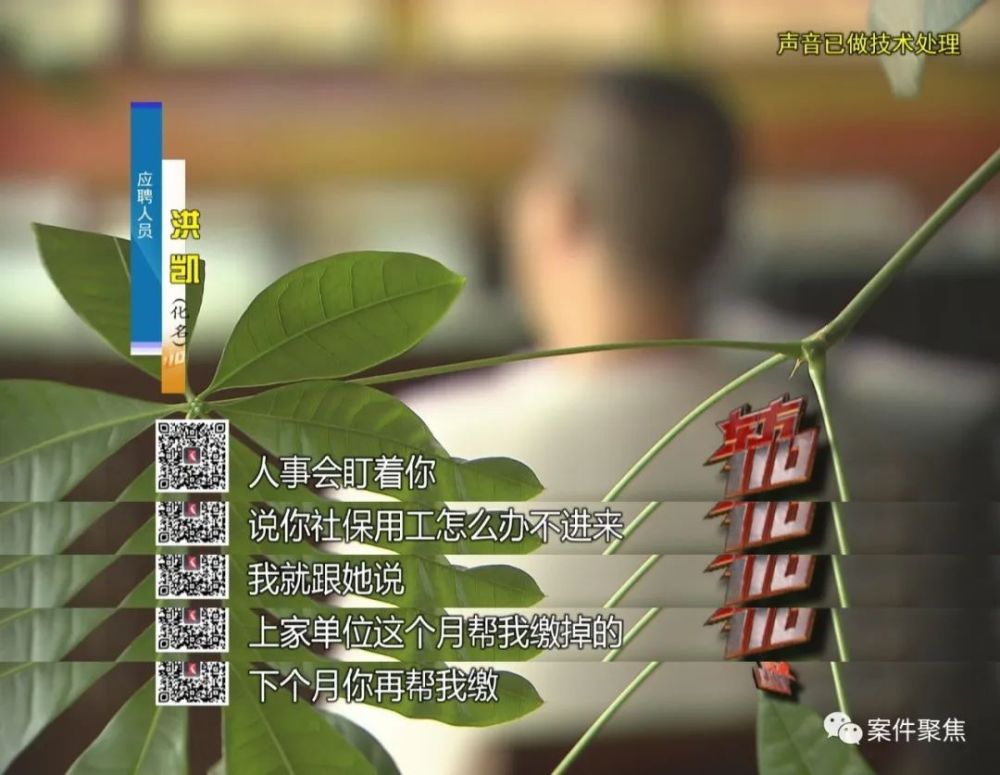 声音已做技术处理
应聘人员
洪凯
(化名)
人事会盯着你
说你社保用工怎么办不进来
我就跟她说
上家单位这个月帮我缴掉的
下个月你再帮我缴
案件聚焦